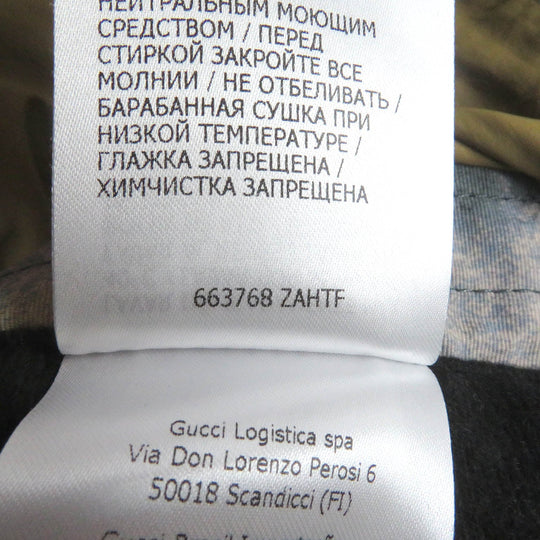 НЕЙТРАЛЬНЫМ МОЮЩИМ
СРЕДСТВОМ / ПЕРЕД
СТИРКОЙ ЗАКРОЙТЕ ВСЕ
МОЛНИИ / НЕ ОТБЕЛИВАТЬ /
БАРАБАННАЯ СУШКА ПРИ
НИЗКОЙ ТЕМПЕРАТУРЕ /
ГЛАЖКА ЗАПРЕЩЕНА /
ХИМЧИСТКА ЗАПРЕЩЕНА
663768 ZAHTF
Gucci Logistica spa
Via Don Lorenzo Perosi 6
50018 Scandicci (FI)